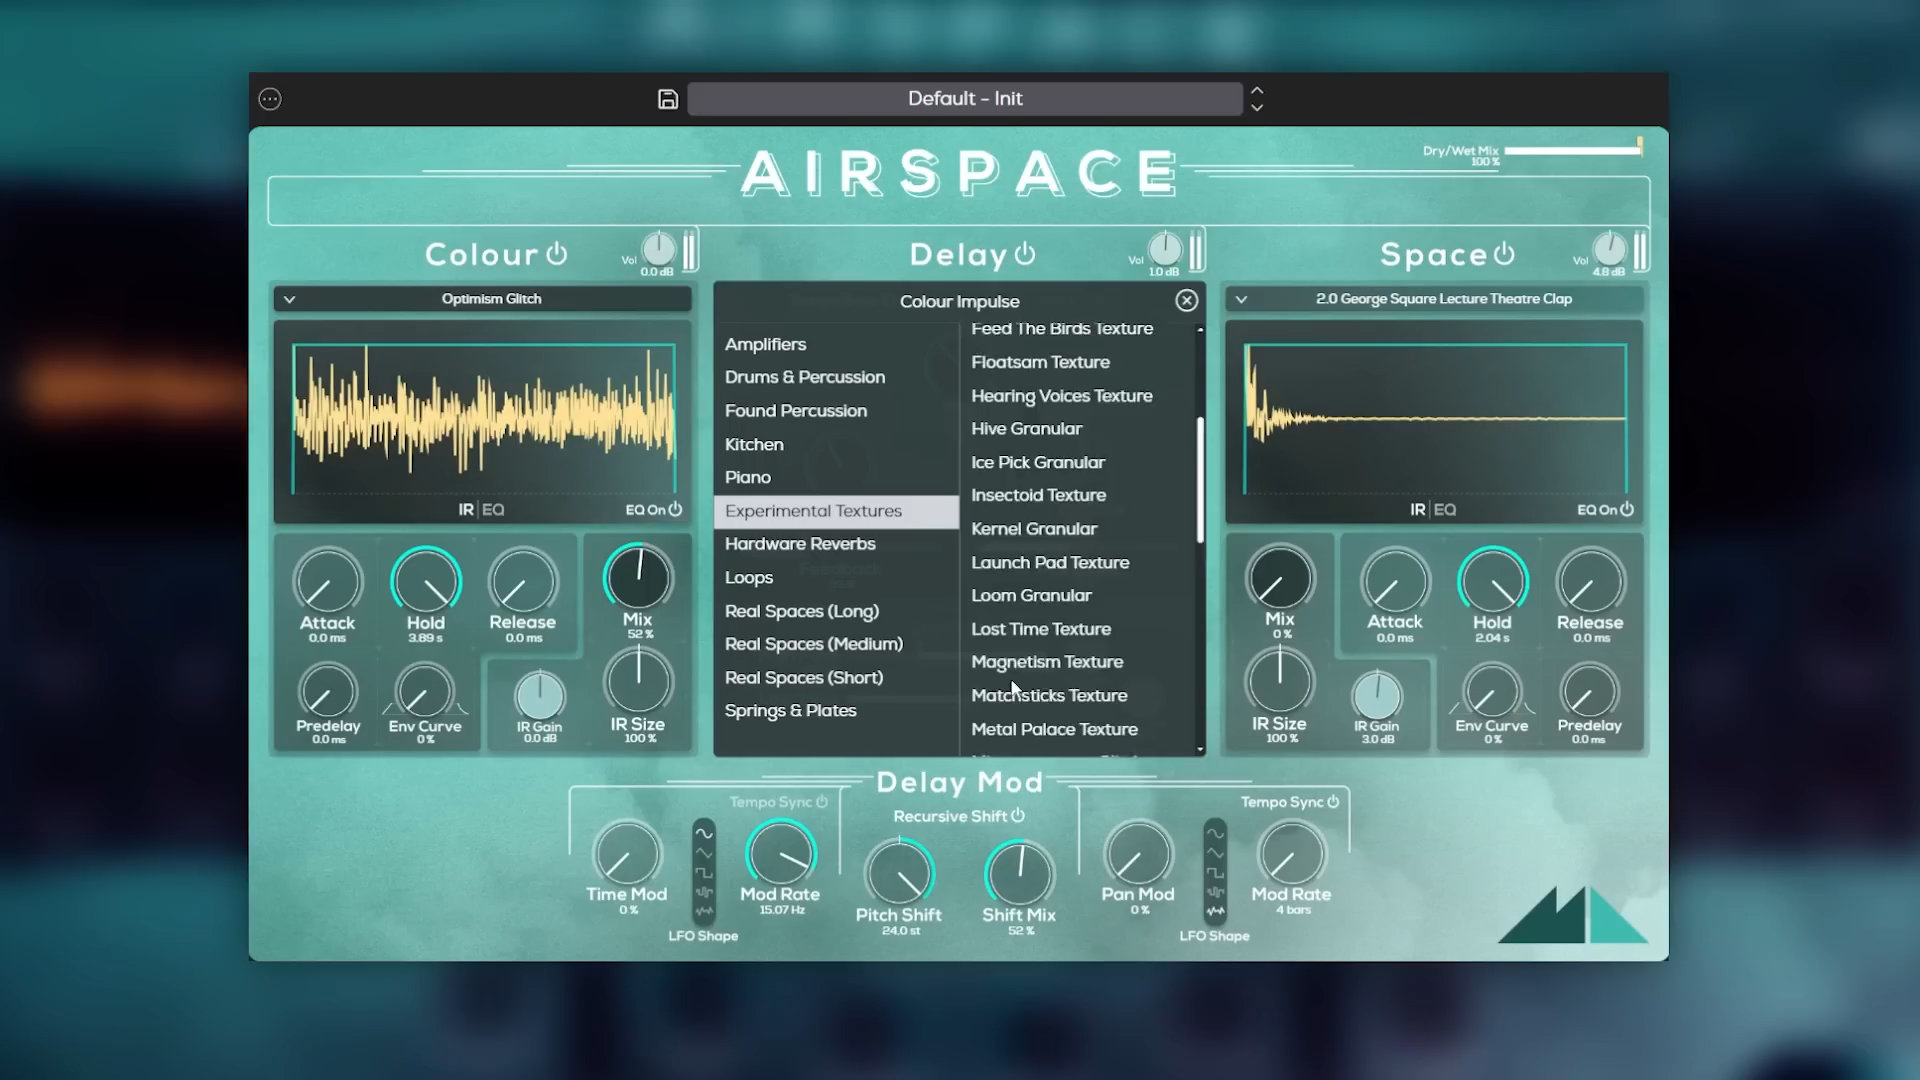 Default - Init
AIRSPACE
Dry/Wet Mix
100 %
Colour
Vol
0.0 dB
Delay
Vol
1.0 dB
Space
Vol
4.8 dB
Optimism Glitch
IR | EQ
EQ On
Colour Impulse
Amplifiers
Drums & Percussion
Found Percussion
Kitchen
Piano
Experimental Textures
Hardware Reverbs
Loops
Real Spaces (Long)
Real Spaces (Medium)
Real Spaces (Short)
Springs & Plates
Feed The Birds Texture
Floatsam Texture
Hearing Voices Texture
Hive Granular
Ice Pick Granular
Insectoid Texture
Kernel Granular
Launch Pad Texture
Loom Granular
Lost Time Texture
Magnetism Texture
Matchsticks Texture
Metal Palace Texture
2.0 George Square Lecture Theatre Clap
IR | EQ
EQ On
Attack
0.0 ms
Hold
3.89 s
Release
0.0 ms
Mix
52 %
Predelay
0.0 ms
Env Curve
0 %
IR Gain
0.0 dB
IR Size
100 %
Mix
0 %
Attack
0.0 ms
Hold
2.04 s
Release
0.0 ms
IR Size
100 %
IR Gain
3.0 dB
Env Curve
0 %
Predelay
0.0 ms
Delay Mod
Tempo Sync
Time Mod
0 %
LFO Shape
Mod Rate
15.07 Hz
Recursive Shift
Pitch Shift
24.0 st
Shift Mix
52 %
Tempo Sync
Pan Mod
0 %
LFO Shape
Mod Rate
4 bars